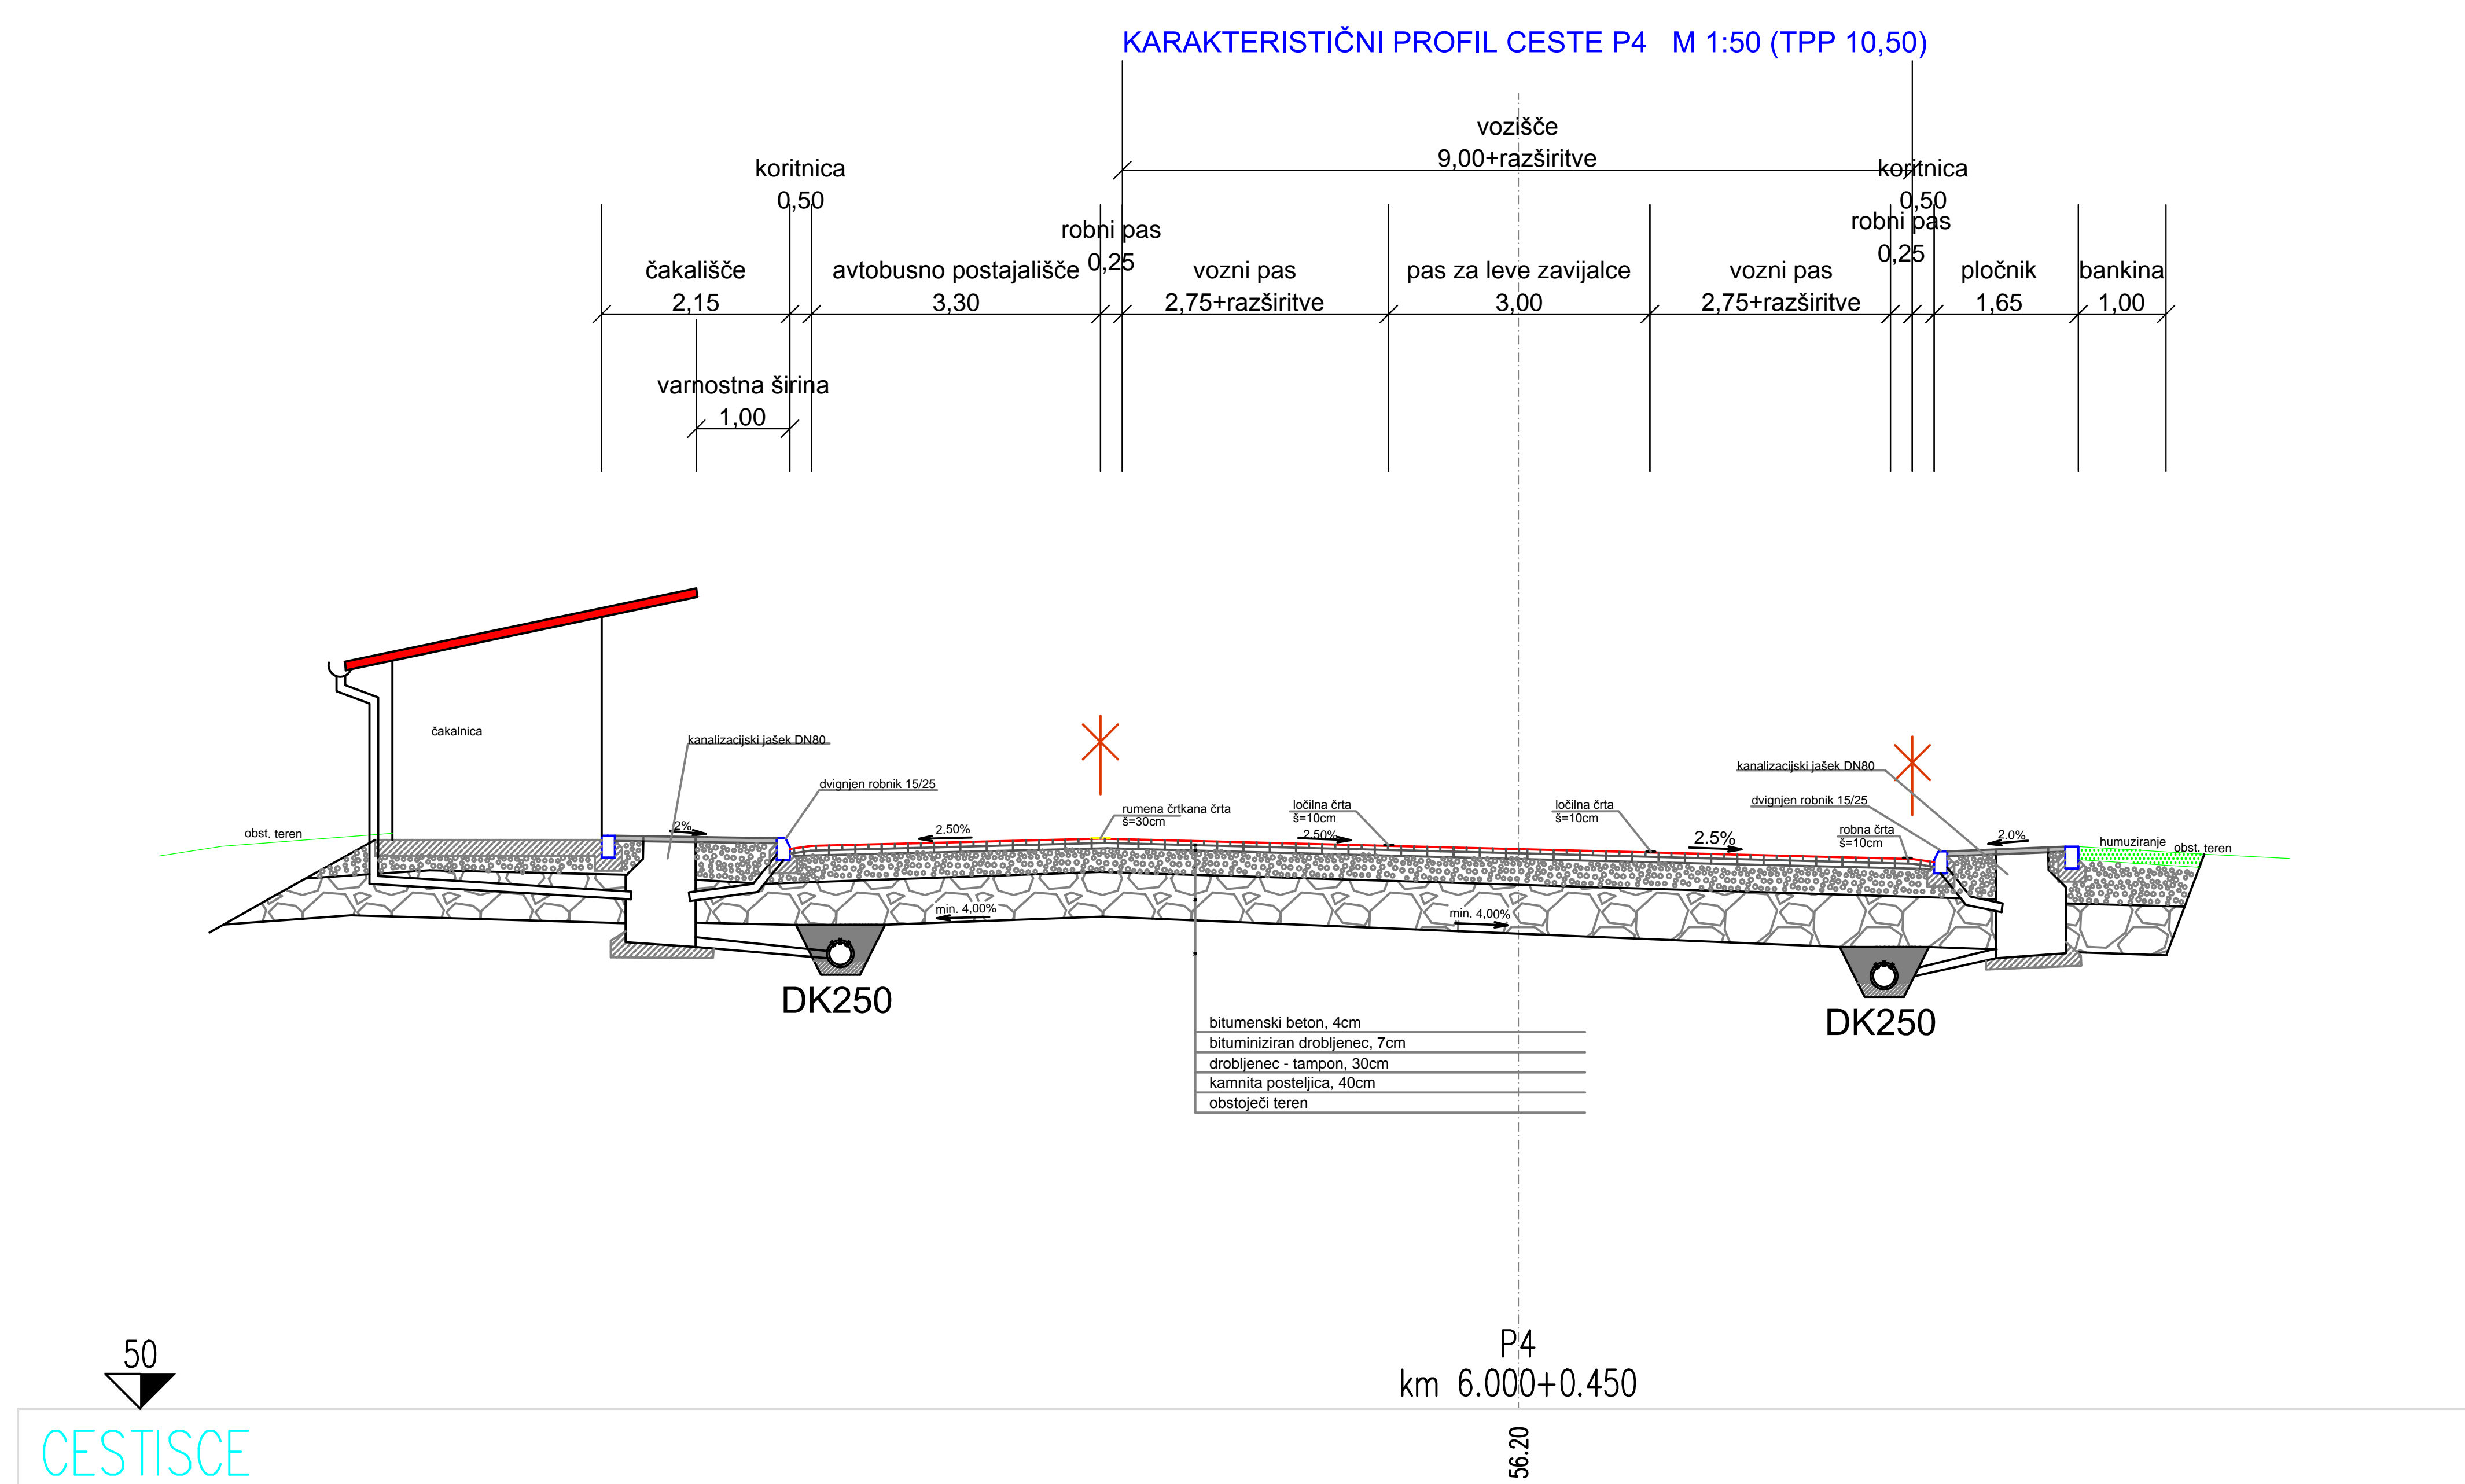 KARAKTERISTIČNI PROFIL CESTE P4 M 1:50 (TPP 10,50)
vozišče
9,00+razširitve
koritnica
0,50
koritnica
0,50
robni pas
0,25
robni pas
0,25
čakališče
2,15
avtobusno postajališče
3,30
vozni pas
2,75+razširitve
pas za leve zavijalce
3,00
vozni pas
2,75+razširitve
pločnik
1,65
bankina
1,00
varnostna širina
1,00
čakalnica
kanalizacijski jašek DN80
dvignjen robnik 15/25
rumena črtkana črta
š=30cm
ločilna črta
š=10cm
ločilna črta
š=10cm
kanalizacijski jašek DN80
dvignjen robnik 15/25
robna črta
š=10cm
obst. teren
2%
2.50%
2.50%
2.5%
2.0%
humuziranje
obst. teren
min. 4,00%
min. 4,00%
DK250
DK250
bitumenski beton, 4cm
bituminiziran drobljenec, 7cm
drobljenec - tampon, 30cm
kamnita posteljica, 40cm
obstoječi teren
50
P4
km 6.000+0.450
CESTISCE
56.20